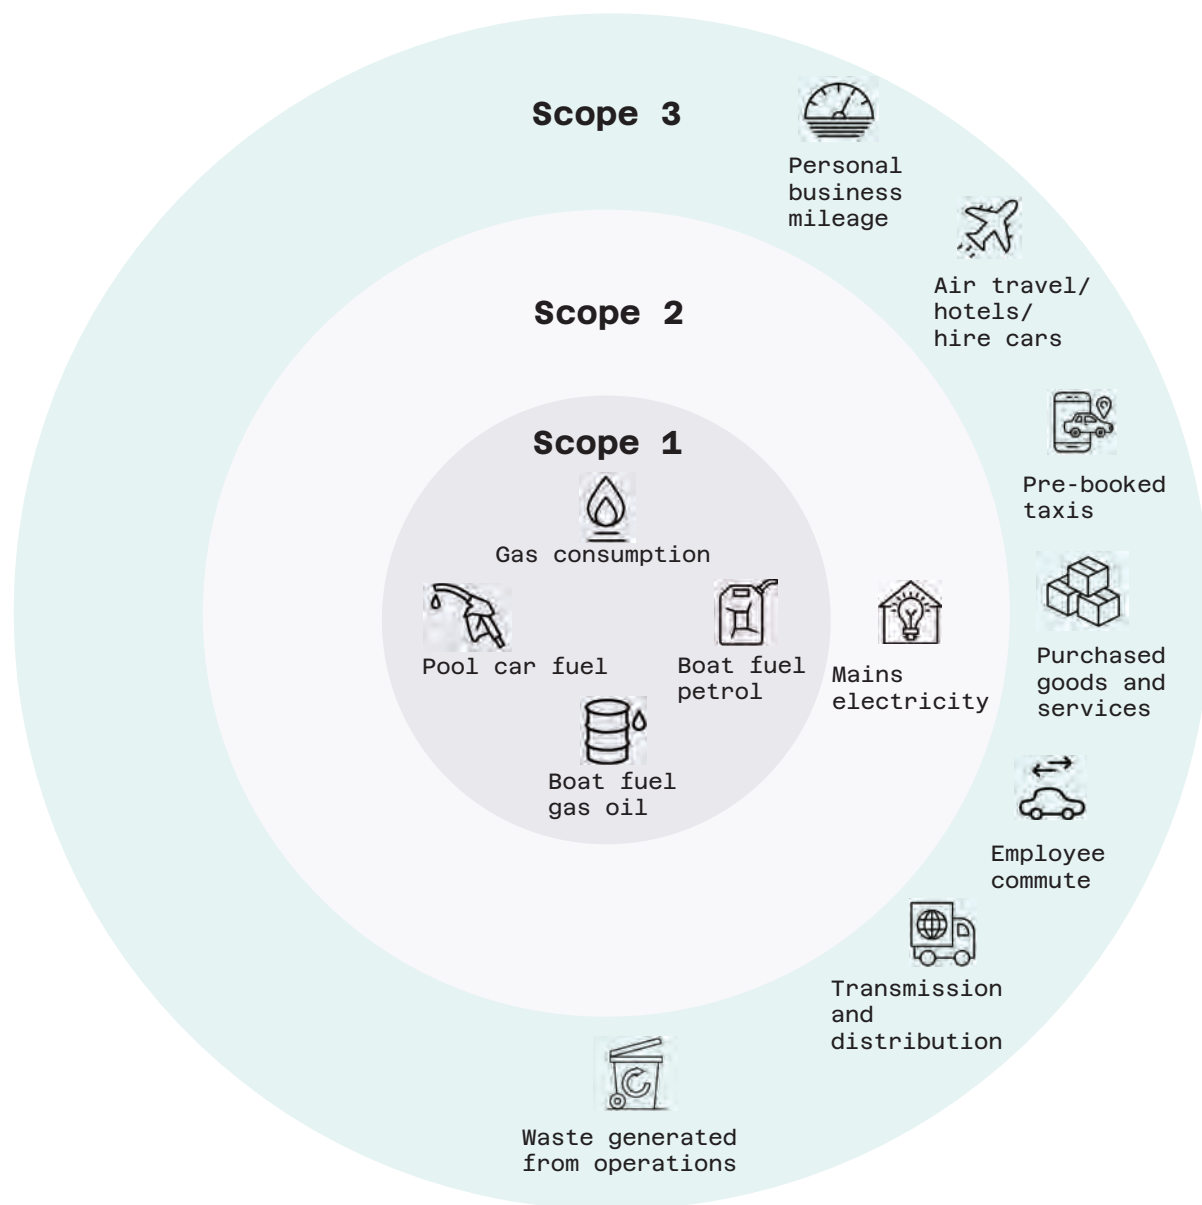 Scope 3
Personal
business
mileage
Air travel/
hotels/
hire cars
Scope 2
Pre-booked
taxis
Scope 1
Gas consumption
Pool car fuel
Boat fuel
petrol
Mains
electricity
Purchased
goods and
services
Boat fuel
gas oil
Employee
commute
Transmission
and
distribution
Waste generated
from operations